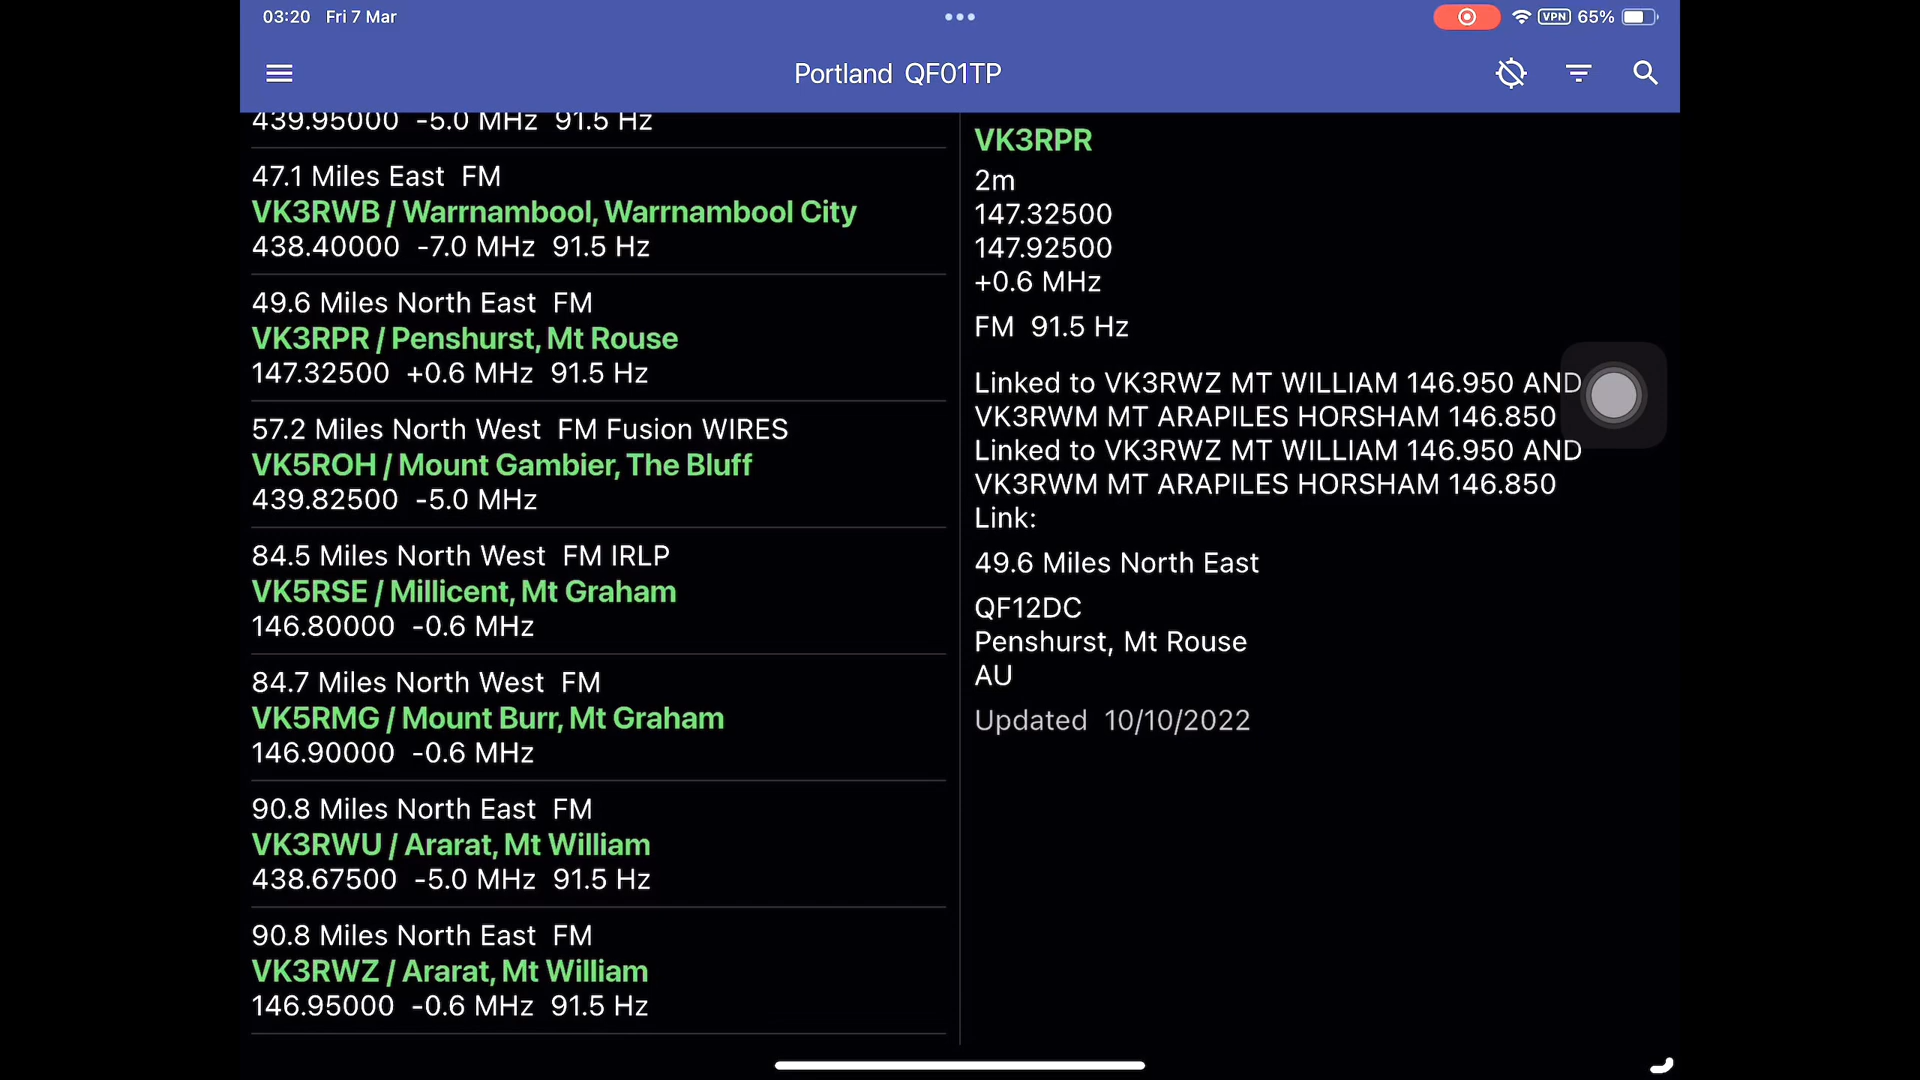 03:20 Fri 7 Mar
VPN 65%
Portland QF01TP
439.95000 -5.0 MHz 91.5 Hz
47.1 Miles East FM
VK3RWB / Warrnambool, Warrnambool City
438.40000 -7.0 MHz 91.5 Hz
49.6 Miles North East FM
VK3RPR / Penshurst, Mt Rouse
147.32500 +0.6 MHz 91.5 Hz
57.2 Miles North West FM Fusion WIRES
VK5ROH / Mount Gambier, The Bluff
439.82500 -5.0 MHz
84.5 Miles North West FM IRLP
VK5RSE / Millicent, Mt Graham
146.80000 -0.6 MHz
84.7 Miles North West FM
VK5RMG / Mount Burr, Mt Graham
146.90000 -0.6 MHz
90.8 Miles North East FM
VK3RWU / Ararat, Mt William
438.67500 -5.0 MHz 91.5 Hz
90.8 Miles North East FM
VK3RWZ / Ararat, Mt William
146.95000 -0.6 MHz 91.5 Hz
VK3RPR
2m
147.32500
147.92500
+0.6 MHz
FM 91.5 Hz
Linked to VK3RWZ MT WILLIAM 146.950 AND
VK3RWM MT ARAPILES HORSHAM 146.850
Linked to VK3RWZ MT WILLIAM 146.950 AND
VK3RWM MT ARAPILES HORSHAM 146.850
Link:
49.6 Miles North East
QF12DC
Penshurst, Mt Rouse
AU
Updated 10/10/2022